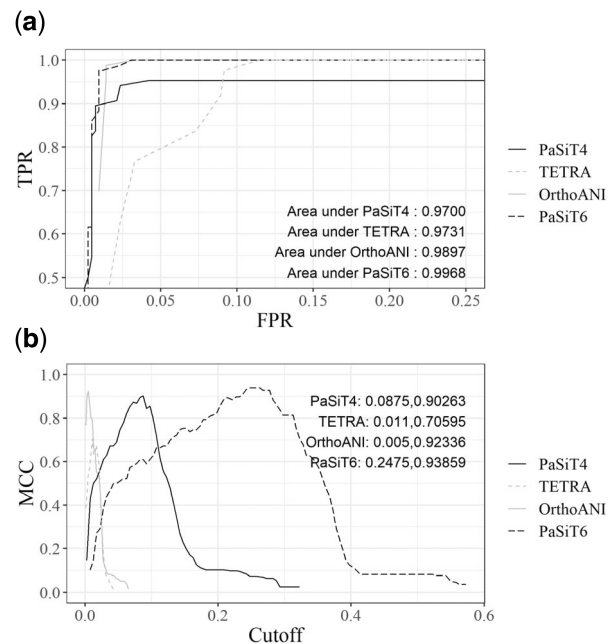 (a)
1.0
0.9
0.8
0.7
0.6
0.5
TPR
Area under PaSiT4 : 0.9700
Area under TETRA : 0.9731
Area under OrthoANI : 0.9897
Area under PaSiT6 : 0.9968
0.00 0.05 0.10 0.15 0.20 0.25
FPR
PaSiT4
TETRA
OrthoANI
PaSiT6
(b)
1.0
0.8
0.6
0.4
0.2
0.0
MCC
PaSiT4: 0.0875,0.90263
TETRA: 0.011,0.70595
OrthoANI: 0.005,0.92336
PaSiT6: 0.2475,0.93859
0.0 0.2 0.4 0.6
Cutoff
PaSiT4
TETRA
OrthoANI
PaSiT6